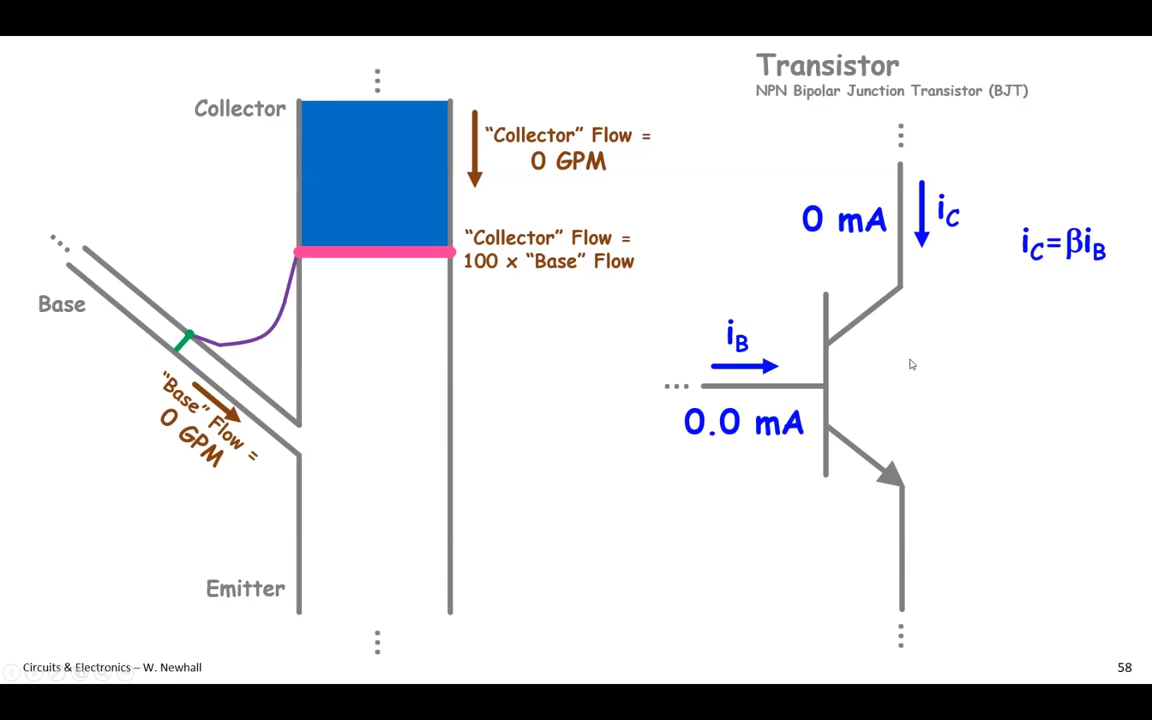 Transistor
NPN Bipolar Junction Transistor (BJT)
Collector
"Collector" Flow =
0 GPM
"Collector" Flow =
100 x "Base" Flow
Base
"Base" Flow =
0 GPM
Emitter
0 mA
iC
iC=βiB
iB
0.0 mA
Circuits & Electronics – W. Newhall
58